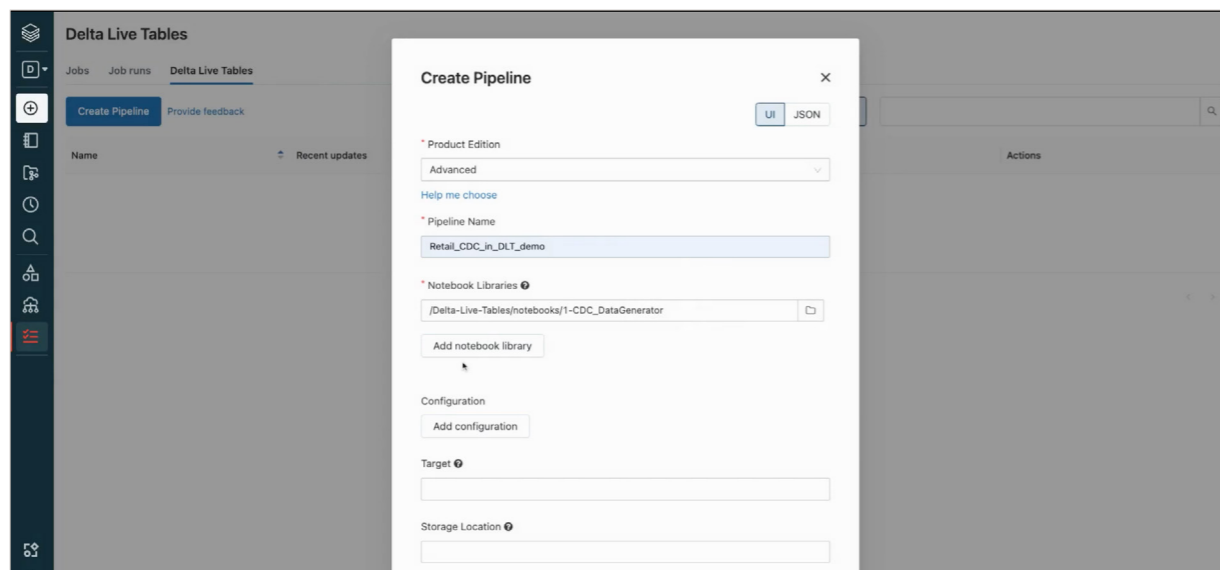 Delta Live Tables
D
Jobs Job runs Delta Live Tables
Create Pipeline Provide feedback
Name Recent updates Actions
Create Pipeline
UI JSON
* Product Edition
Advanced
Help me choose
* Pipeline Name
Retail_CDC_in_DLT_demo
* Notebook Libraries ?
/Delta-Live-Tables/notebooks/1-CDC_DataGenerator
Add notebook library
Configuration
Add configuration
Target ?
Storage Location ?